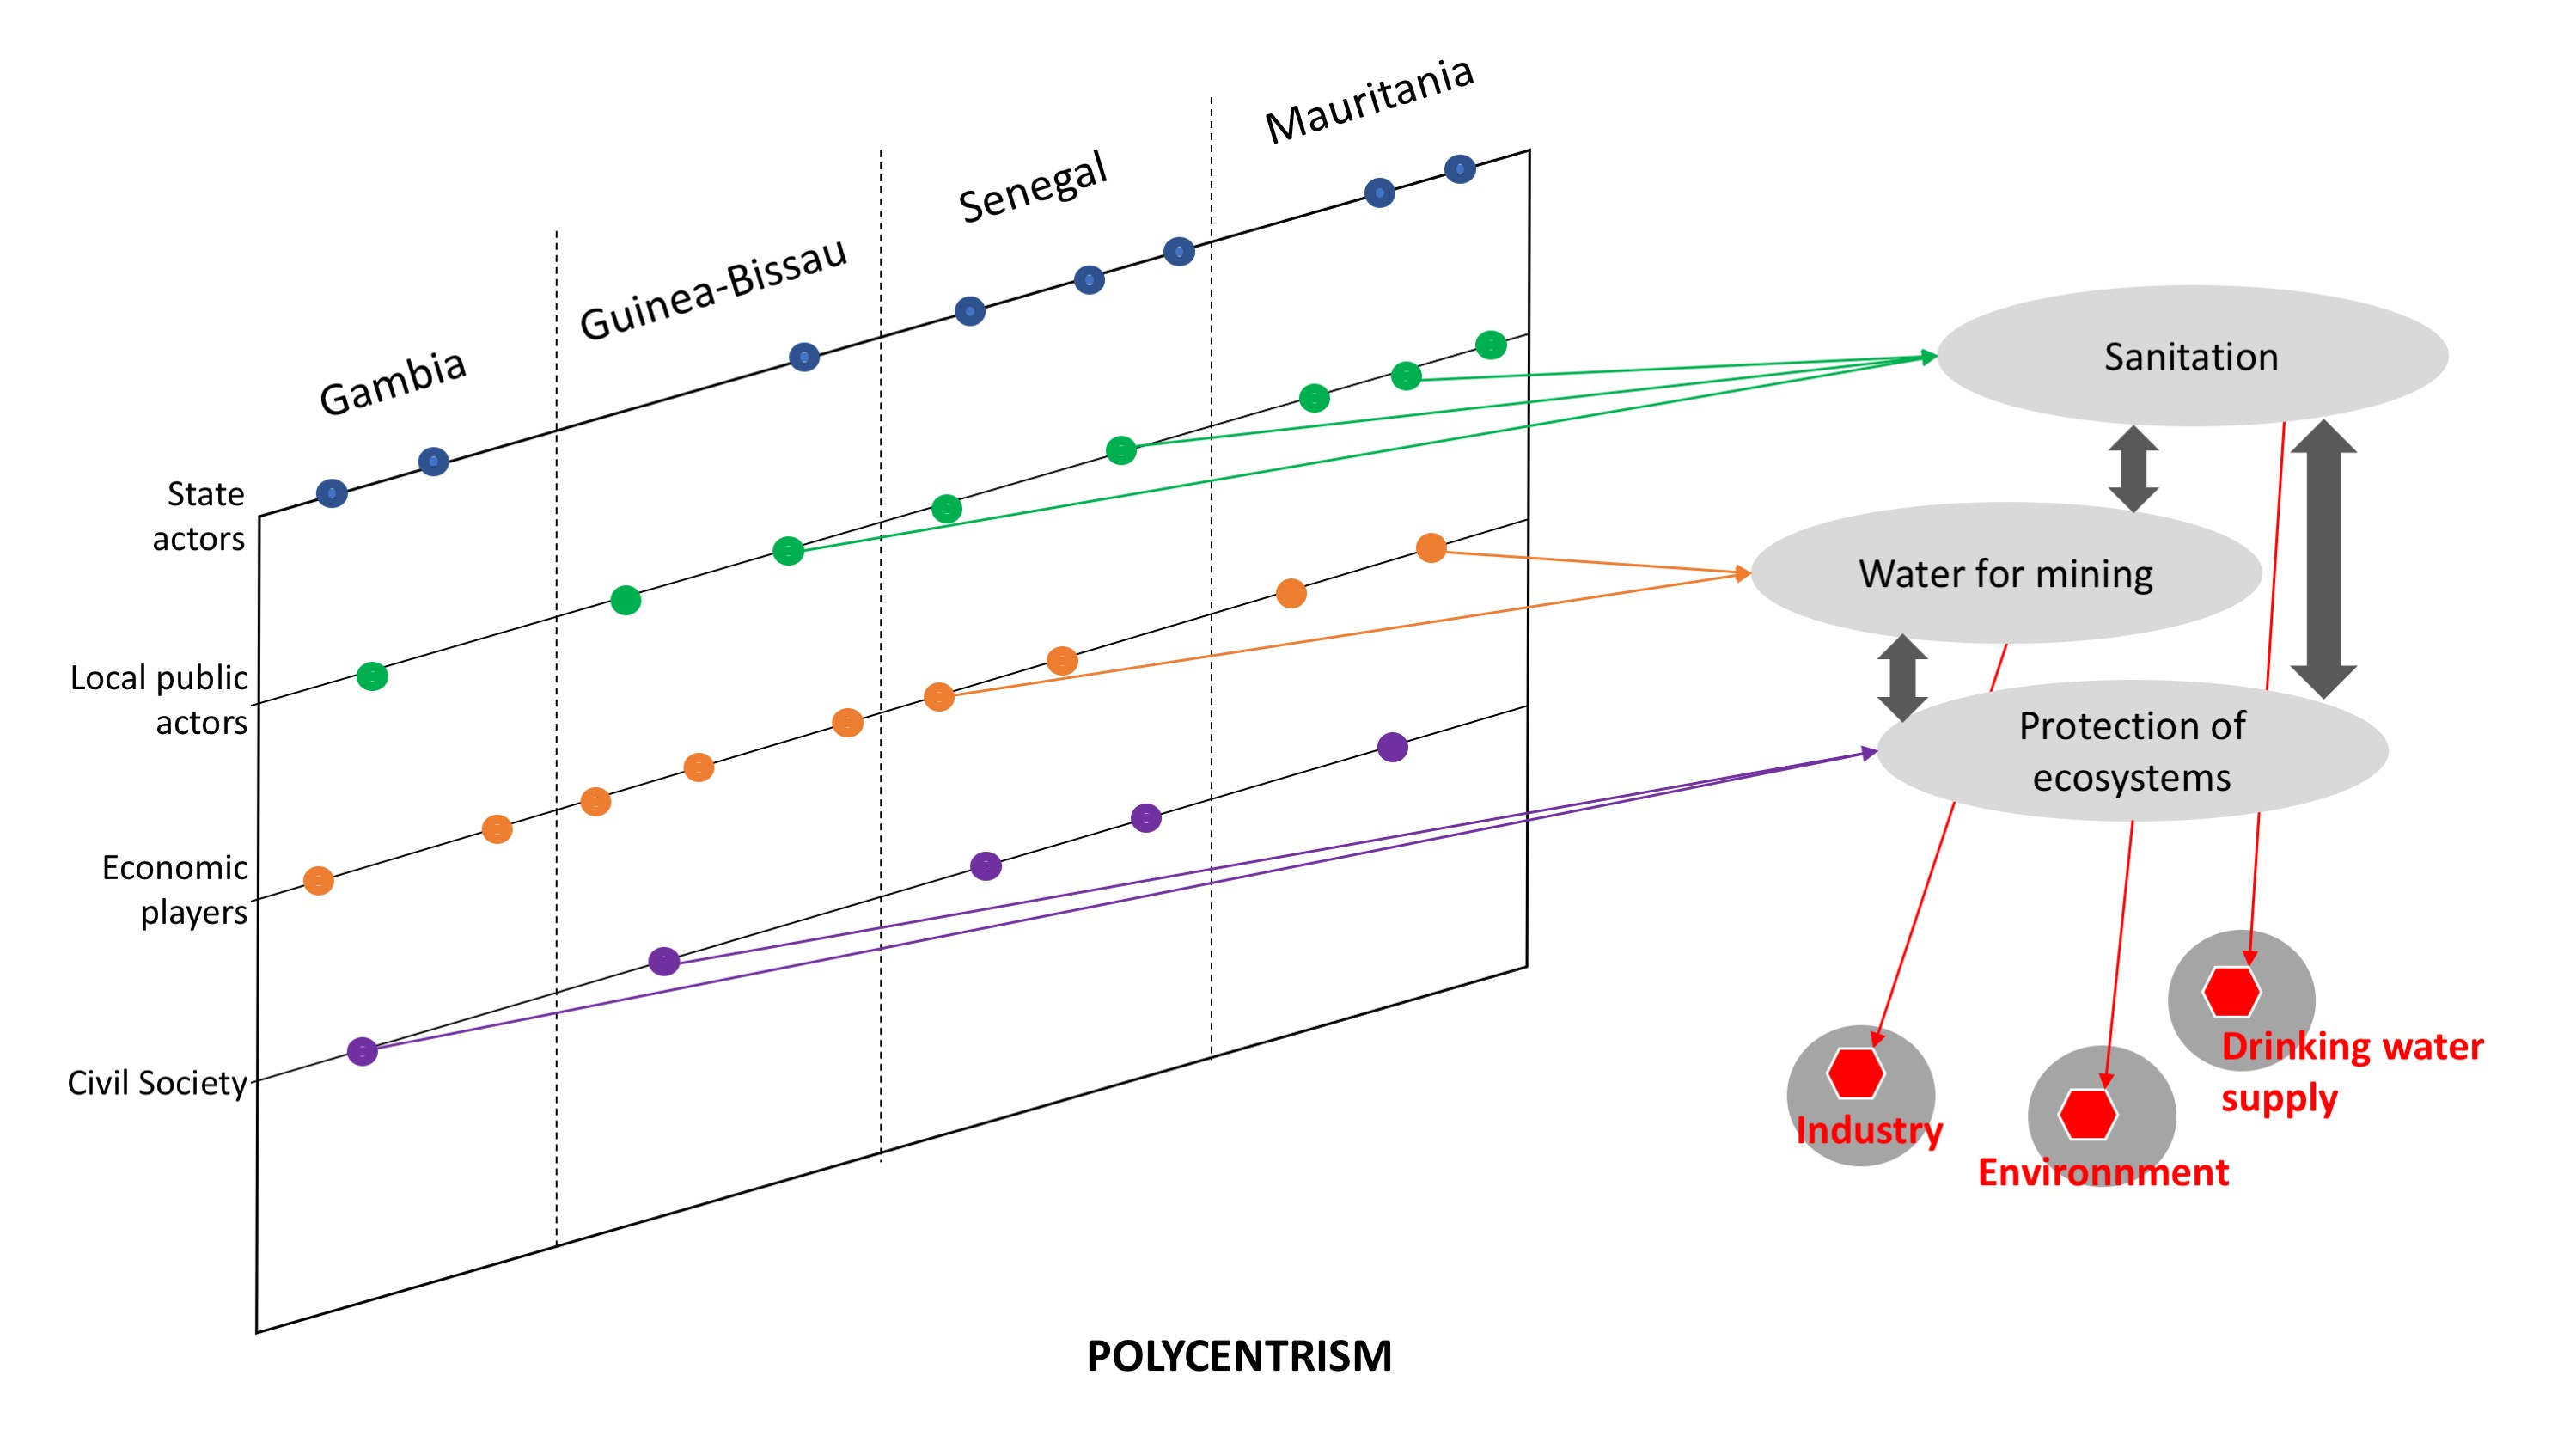 Mauritania
Senegal
Guinea-Bissau
Gambia
State
actors
Local public
actors
Economic
players
Civil Society
Sanitation
Water for mining
Protection of
ecosystems
Drinking water
supply
Industry
Environnment
POLYCENTRISM